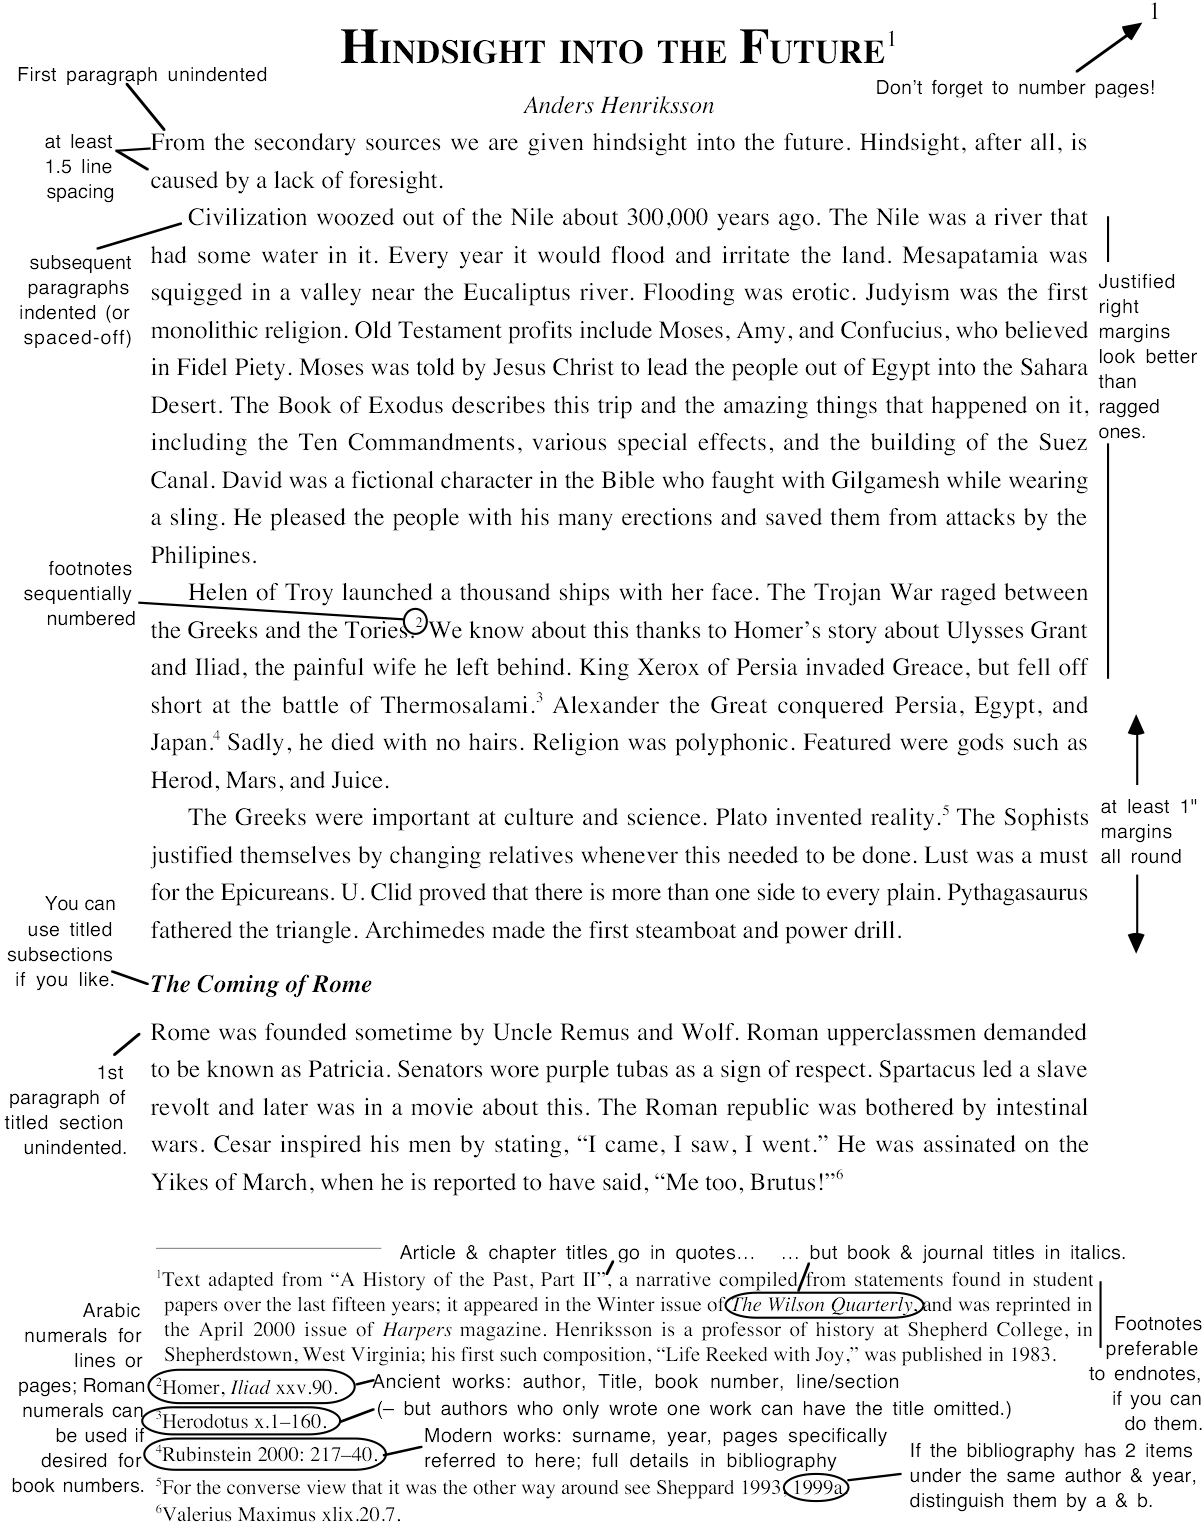 1
HINDSIGHT INTO THE FUTURE1
First paragraph unindented
Don't forget to number pages!
Anders Henriksson
at least
1.5 line
spacing
From the secondary sources we are given hindsight into the future. Hindsight, after all, is
caused by a lack of foresight.
Civilization woozed out of the Nile about 300,000 years ago. The Nile was a river that
had some water in it. Every year it would flood and irritate the land. Mesapatamia was
squigged in a valley near the Eucaliptus river. Flooding was erotic. Judyism was the first
monolithic religion. Old Testament profits include Moses, Amy, and Confucius, who believed
in Fidel Piety. Moses was told by Jesus Christ to lead the people out of Egypt into the Sahara
Desert. The Book of Exodus describes this trip and the amazing things that happened on it,
including the Ten Commandments, various special effects, and the building of the Suez
Canal. David was a fictional character in the Bible who faught with Gilgamesh while wearing
a sling. He pleased the people with his many erections and saved them from attacks by the
Philipines.
subsequent
paragraphs
indented (or
spaced-off)
Justified
right
margins
look better
than
ragged
ones.
footnotes
sequentially
numbered
Helen of Troy launched a thousand ships with her face. The Trojan War raged between
the Greeks and the Tories.2 We know about this thanks to Homer's story about Ulysses Grant
and Iliad, the painful wife he left behind. King Xerox of Persia invaded Greace, but fell off
short at the battle of Thermosalami.3 Alexander the Great conquered Persia, Egypt, and
Japan.4 Sadly, he died with no hairs. Religion was polyphonic. Featured were gods such as
Herod, Mars, and Juice.
The Greeks were important at culture and science. Plato invented reality.5 The Sophists
justified themselves by changing relatives whenever this needed to be done. Lust was a must
for the Epicureans. U. Clid proved that there is more than one side to every plain. Pythagasaurus
fathered the triangle. Archimedes made the first steamboat and power drill.
at least 1"
margins
all round
You can
use titled
subsections
if you like.
The Coming of Rome
Rome was founded sometime by Uncle Remus and Wolf. Roman upperclassmen demanded
to be known as Patricia. Senators wore purple tubas as a sign of respect. Spartacus led a slave
revolt and later was in a movie about this. The Roman republic was bothered by intestinal
wars. Cesar inspired his men by stating, “I came, I saw, I went.” He was assinated on the
Yikes of March, when he is reported to have said, “Me too, Brutus!”6
1st
paragraph of
titled section
unindented.
Article & chapter titles go in quotes... ... but book & journal titles in italics.
1Text adapted from “A History of the Past, Part II”, a narrative compiled from statements found in student
papers over the last fifteen years; it appeared in the Winter issue of The Wilson Quarterly, and was reprinted in
the April 2000 issue of Harpers magazine. Henriksson is a professor of history at Shepherd College, in
Shepherdstown, West Virginia; his first such composition, “Life Reeked with Joy,” was published in 1983.
2Homer, Iliad xxv.90.
Ancient works: author, Title, book number, line/section
3Herodotus x.1–160.
(– but authors who only wrote one work can have the title omitted.)
4Rubinstein 2000: 217–40.
Modern works: surname, year, pages specifically
referred to here; full details in bibliography
5For the converse view that it was the other way around see Sheppard 1993, 1999a.
6Valerius Maximus xlix.20.7.
Arabic
numerals for
lines or
pages; Roman
numerals can
be used if
desired for
book numbers.
Footnotes
preferable
to endnotes,
if you can
do them.
If the bibliography has 2 items
under the same author & year,
distinguish them by a & b.